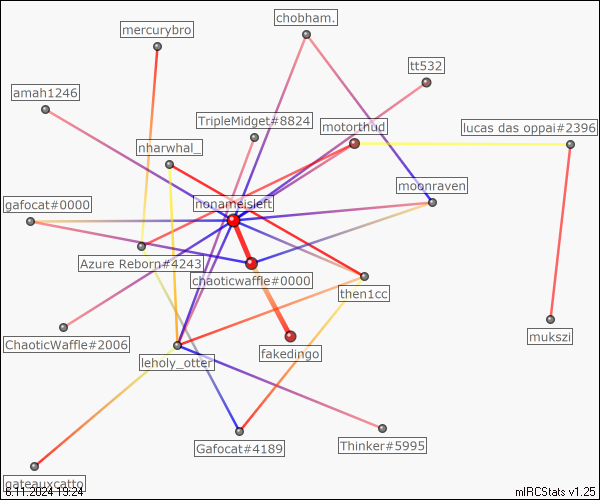 chobham.
mercurybro
tt532
amah1246
TripleMidget#8824
motorthud
lucas das oppai#2396
nharwhal_
moonraven
gafocat#0000
nonameisleft
Azure Reborn#4243
chaoticwaffle#0000
then1cc
ChaoticWaffle#2006
mukszi
fakedingo
leholy_otter
Gafocat#4189
Thinker#5995
gateauxcatto
6.11.2024 19:24
mIRCStats v1.25